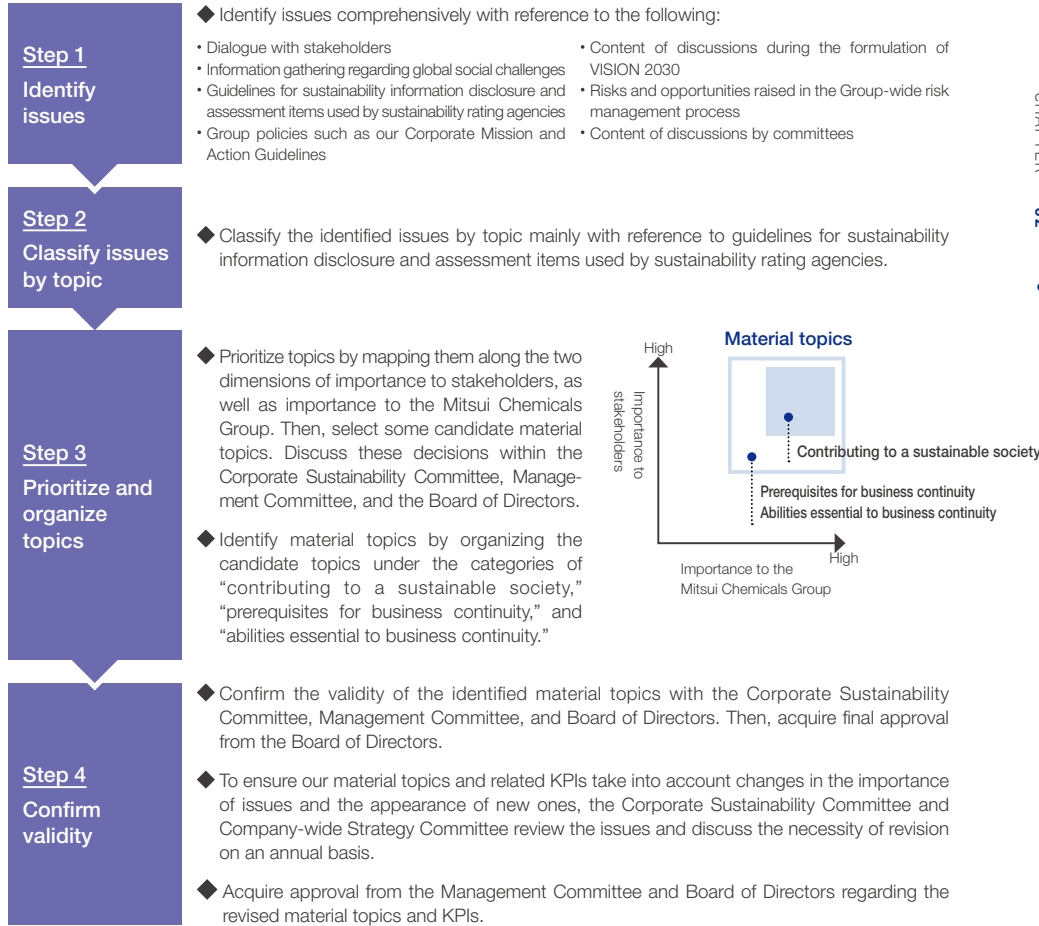 Step 1
Identify
issues
◆ Identify issues comprehensively with reference to the following:
• Dialogue with stakeholders
• Information gathering regarding global social challenges
• Guidelines for sustainability information disclosure and
assessment items used by sustainability rating agencies
• Group policies such as our Corporate Mission and
Action Guidelines
• Content of discussions during the formulation of
VISION 2030
• Risks and opportunities raised in the Group-wide risk
management process
• Content of discussions by committees
Step 2
Classify issues
by topic
◆ Classify the identified issues by topic mainly with reference to guidelines for sustainability
information disclosure and assessment items used by sustainability rating agencies.
Step 3
Prioritize and
organize
topics
◆ Prioritize topics by mapping them along the two
dimensions of importance to stakeholders, as
well as importance to the Mitsui Chemicals
Group. Then, select some candidate material
topics. Discuss these decisions within the
Corporate Sustainability Committee, Manage-
ment Committee, and the Board of Directors.
◆ Identify material topics by organizing the
candidate topics under the categories of
“contributing to a sustainable society,”
“prerequisites for business continuity,” and
“abilities essential to business continuity.”
Material topics
High
Importance to
stakeholders
Contributing to a sustainable society
Prerequisites for business continuity
Abilities essential to business continuity
High
Importance to the
Mitsui Chemicals Group
Step 4
Confirm
validity
◆ Confirm the validity of the identified material topics with the Corporate Sustainability
Committee, Management Committee, and Board of Directors. Then, acquire final approval
from the Board of Directors.
◆ To ensure our material topics and related KPIs take into account changes in the importance
of issues and the appearance of new ones, the Corporate Sustainability Committee and
Company-wide Strategy Committee review the issues and discuss the necessity of revision
on an annual basis.
◆ Acquire approval from the Management Committee and Board of Directors regarding the
revised material topics and KPIs.